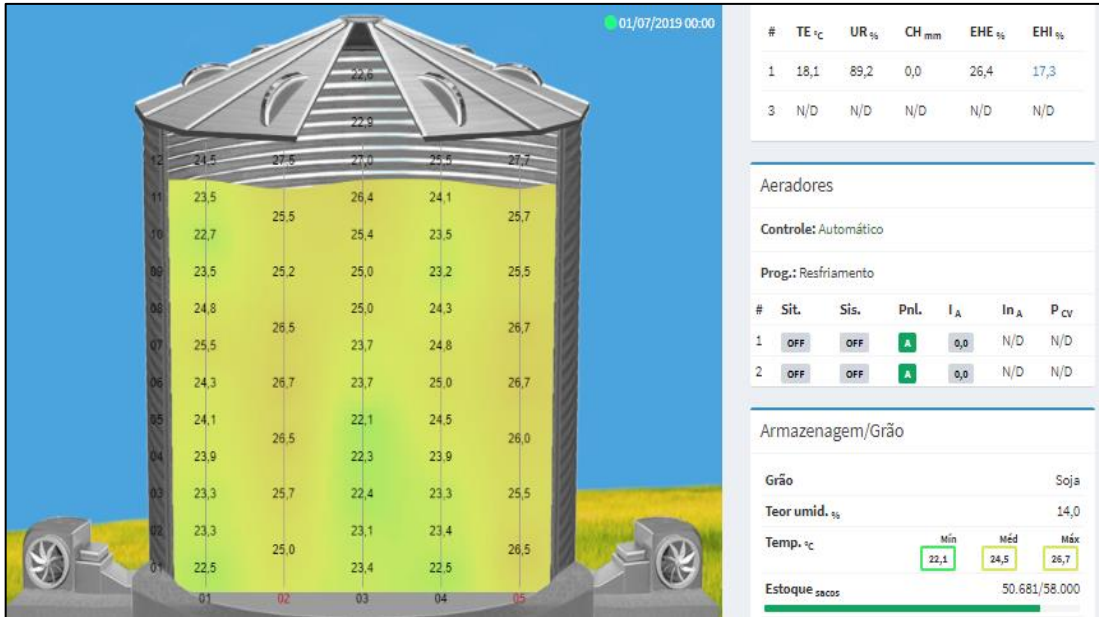 01/07/2019 00:00
22,6
22,9
12 24,5 27,5 27,0 25,5 27,7
11 23,5 26,4 24,1
25,5 25,7
10 22,7 25,4 23,5
09 23,5 25,2 25,0 23,2 25,5
08 24,8 25,0 24,3
26,5 26,7
07 25,5 23,7 24,8
06 24,3 26,7 23,7 25,0 26,7
05 24,1 22,1 24,5
26,5 26,0
04 23,9 22,3 23,9
03 23,3 25,7 22,4 23,3 25,5
02 23,3 23,1 23,4
25,0 26,5
01 22,5 23,4 22,5
01 02 03 04 05
# TE °C UR % CH mm EHE % EHI %
1 18,1 89,2 0,0 26,4 17,3
3 N/D N/D N/D N/D N/D
Aeradores
Controle: Automático
Prog.: Resfriamento
# Sit. Sis. Pnl. I A In A P CV
1 OFF OFF A 0,0 N/D N/D
2 OFF OFF A 0,0 N/D N/D
Armazenagem/Grão
Grão Soja
Teor umid. % 14,0
Temp. °C Mín Méd Máx
22,1 24,5 26,7
Estoque sacos 50.681/58.000